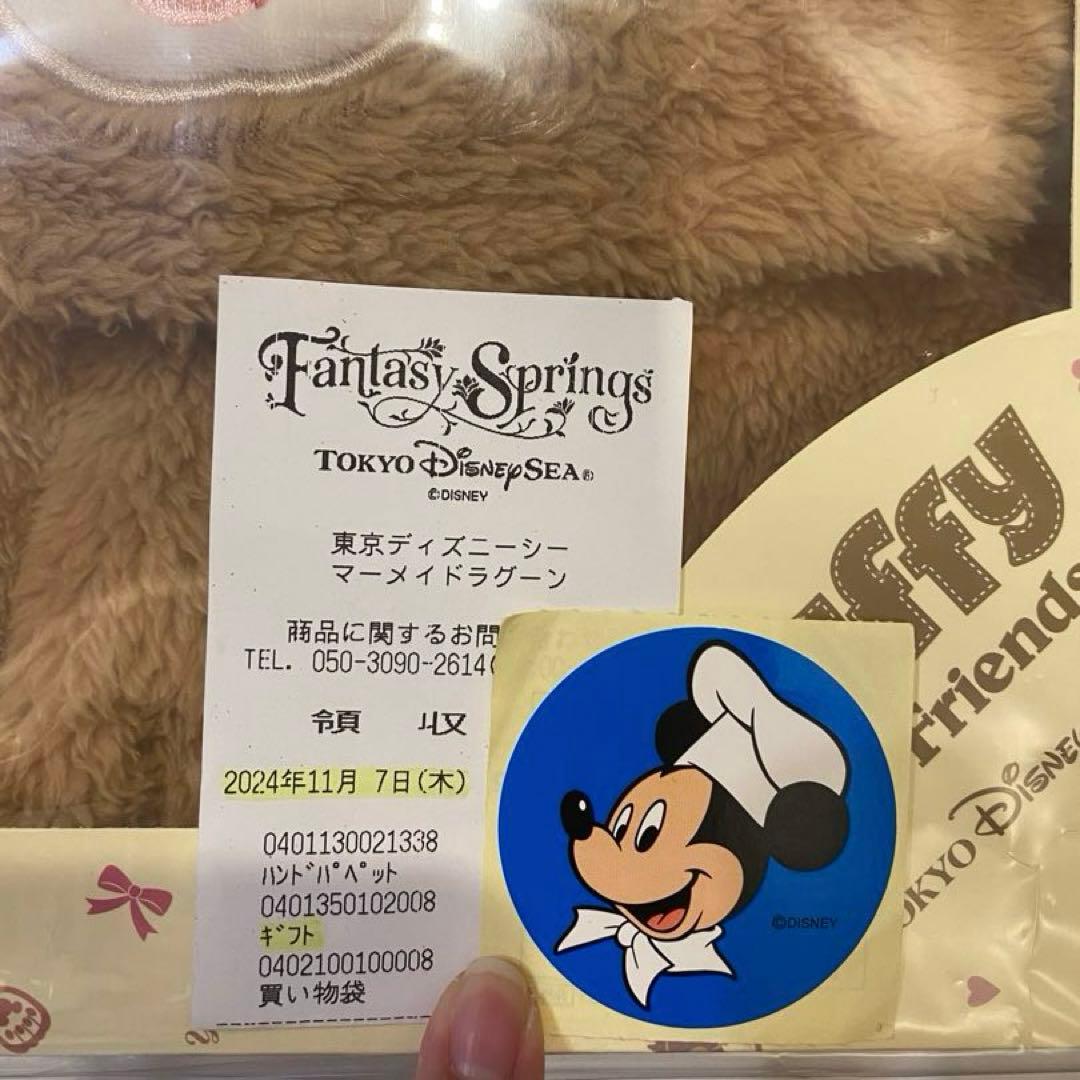 Fantasy Springs
TOKYO DISNEYSEA®
©DISNEY
東京ディズニーシー
マーメイドラグーン
商品に関するお問
TEL. 050-3090-2614(
領 収
2024年11月 7日(木)
0401130021338
ﾊﾝﾄﾞﾊﾟﾍﾟｯﾄ
0401350102008
ｷﾞﾌﾄ
0402100100008
買い物袋
©DISNEY
uffy
friends
TOKYO DISNEY